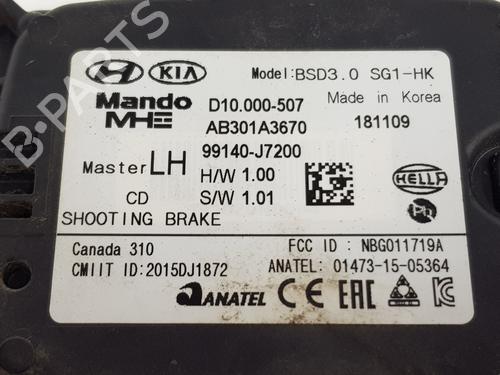 HYUNDAI KIA Model:BSD3.0 SG1-HK
Mando D10.000-507 Made in Korea
MHE AB301A3670 181109
Master LH 99140-J7200
H/W 1.00 HELLA
CD S/W 1.01
SHOOTING BRAKE Ph
Canada 310 FCC ID : NBG011719A
CMIIT ID:2015DJ1872 ANATEL: 01473-15-05364
ANATEL CE EAC
B-PARTS